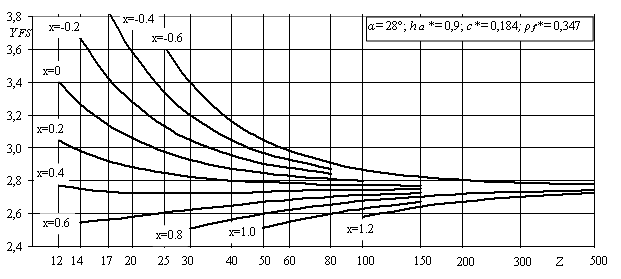 3,8
Y_FS
3,6
3,4
3,2
3,0
2,8
2,6
2,4
x=-0.2
x=-0.4
x=-0.6
x=0
x=0.2
x=0.4
x=0.6
x=0.8
x=1.0
x=1.2
α=28°; ha*=0,9; c*=0,184; ρf*=0,347
12 14 17 20 25 30 40 50 60 80 100 150 200 300 Z 500